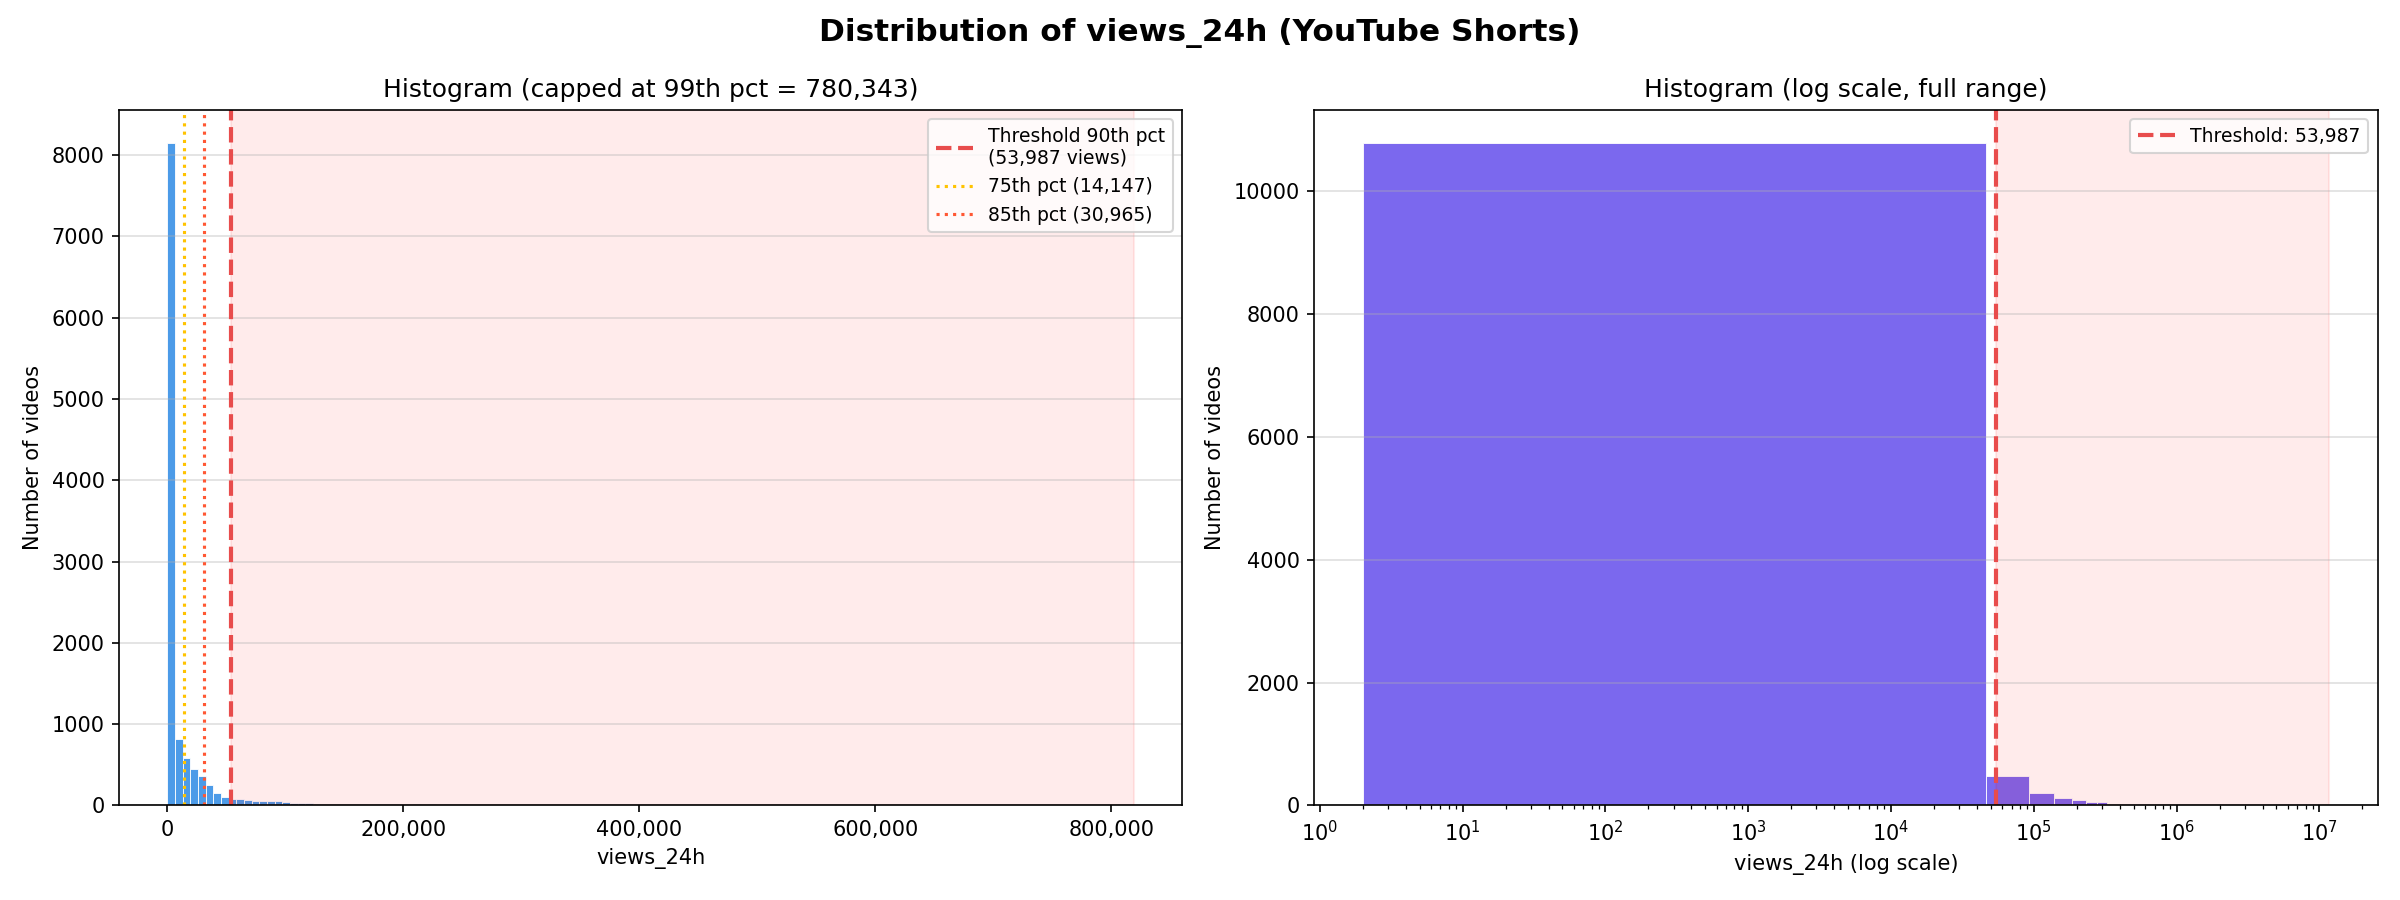 Distribution of views_24h (YouTube Shorts)
Histogram (capped at 99th pct = 780,343)
Threshold 90th pct
(53,987 views)
75th pct (14,147)
85th pct (30,965)
Number of videos
8000
7000
6000
5000
4000
3000
2000
1000
0
0
200,000
400,000
600,000
800,000
views_24h
Histogram (log scale, full range)
Threshold: 53,987
Number of videos
10000
8000
6000
4000
2000
0
10⁰
10¹
10²
10³
10⁴
10⁵
10⁶
10⁷
views_24h (log scale)